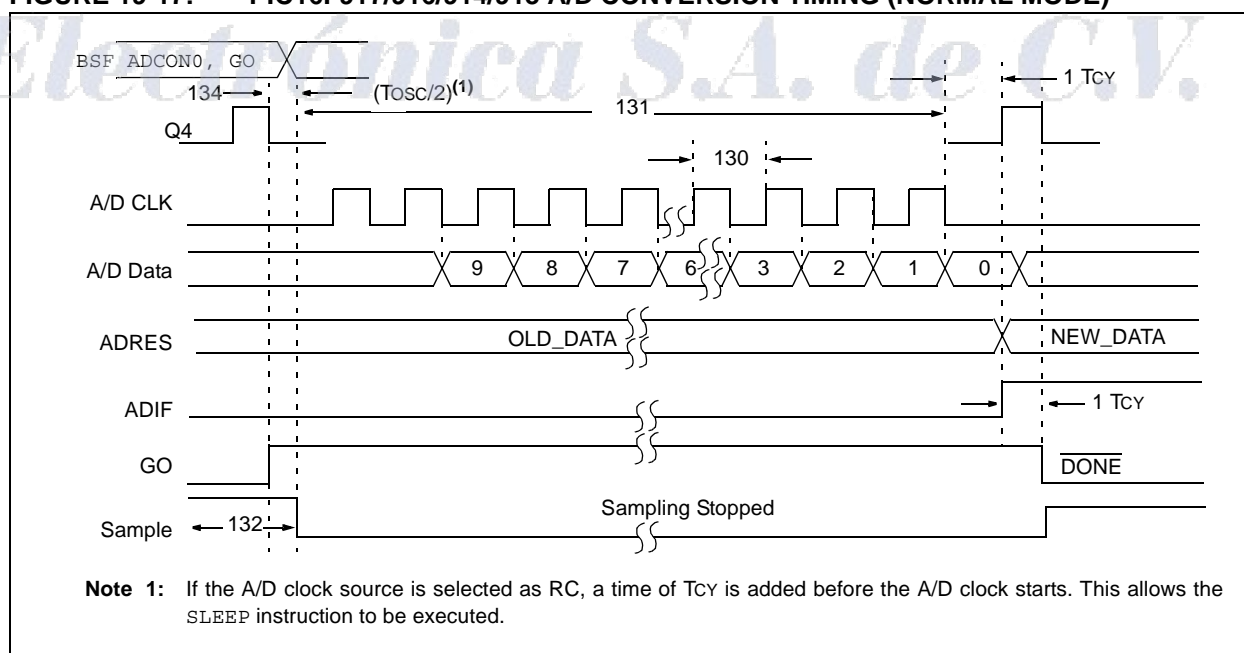 Electrónica S.A. de C.V.
BSF ADCON0, GO
134
(TOSC/2)(1)
131
1 TCY
Q4
130
A/D CLK
A/D Data
9 8 7 6 3 2 1 0
ADRES
OLD_DATA
NEW_DATA
ADIF
1 TCY
GO
DONE
Sampling Stopped
Sample
132
Note 1: If the A/D clock source is selected as RC, a time of TCY is added before the A/D clock starts. This allows the
SLEEP instruction to be executed.